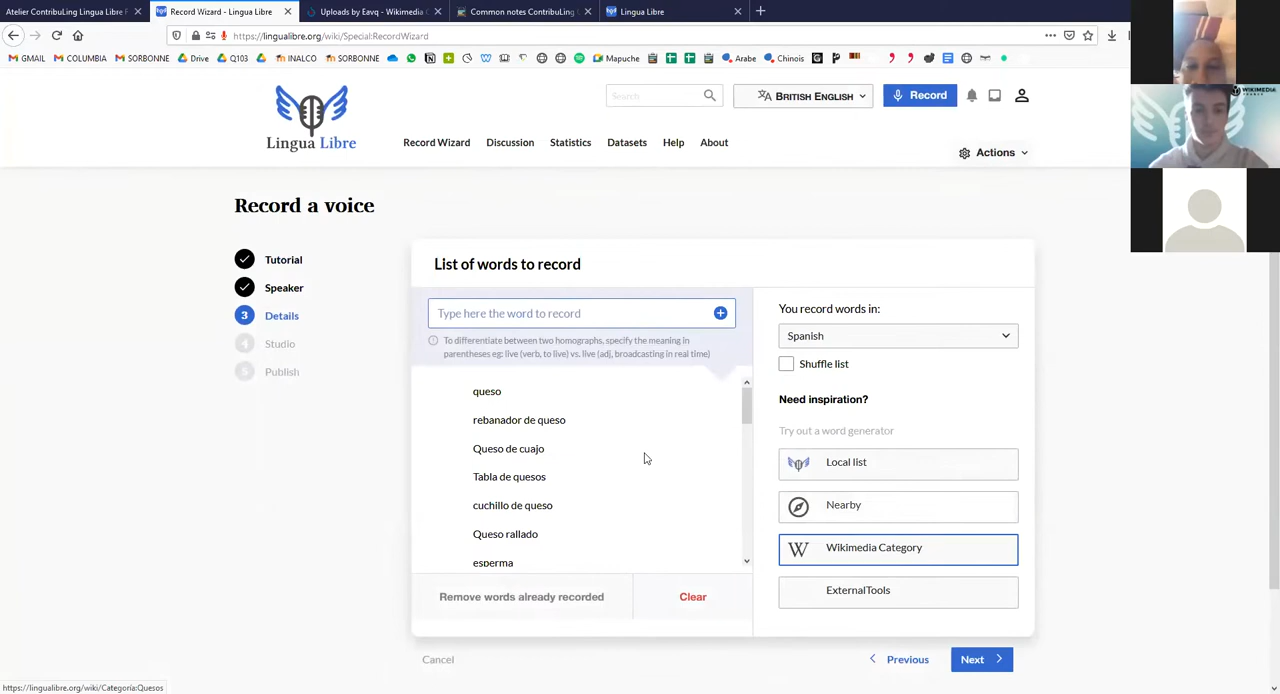 Atelier ContribuLing Lingua Libre F
Record Wizard - Lingua Libre
Uploads by Eavq - Wikimedia C
Common notes ContribuLing C
Lingua Libre
https://lingualibre.org/wiki/Special:RecordWizard
GMAIL
COLUMBIA
SORBONNE
Drive
Q103
INALCO
SORBONNE
Mapuche
Arabe
Chinois
Lingua Libre
Search
BRITISH ENGLISH
Record
Record Wizard
Discussion
Statistics
Datasets
Help
About
Actions
WIKIMEDIA
Record a voice
Tutorial
Speaker
3 Details
4 Studio
5 Publish
List of words to record
Type here the word to record
To differentiate between two homographs, specify the meaning in
parentheses eg: live (verb, to live) vs. live (adj, broadcasting in real time)
queso
rebanador de queso
Queso de cuajo
Tabla de quesos
cuchillo de queso
Queso rallado
esperma
Remove words already recorded
Clear
You record words in:
Spanish
Shuffle list
Need inspiration?
Try out a word generator
Local list
Nearby
Wikimedia Category
ExternalTools
Cancel
Previous
Next
https://lingualibre.org/wiki/Categoría:Quesos